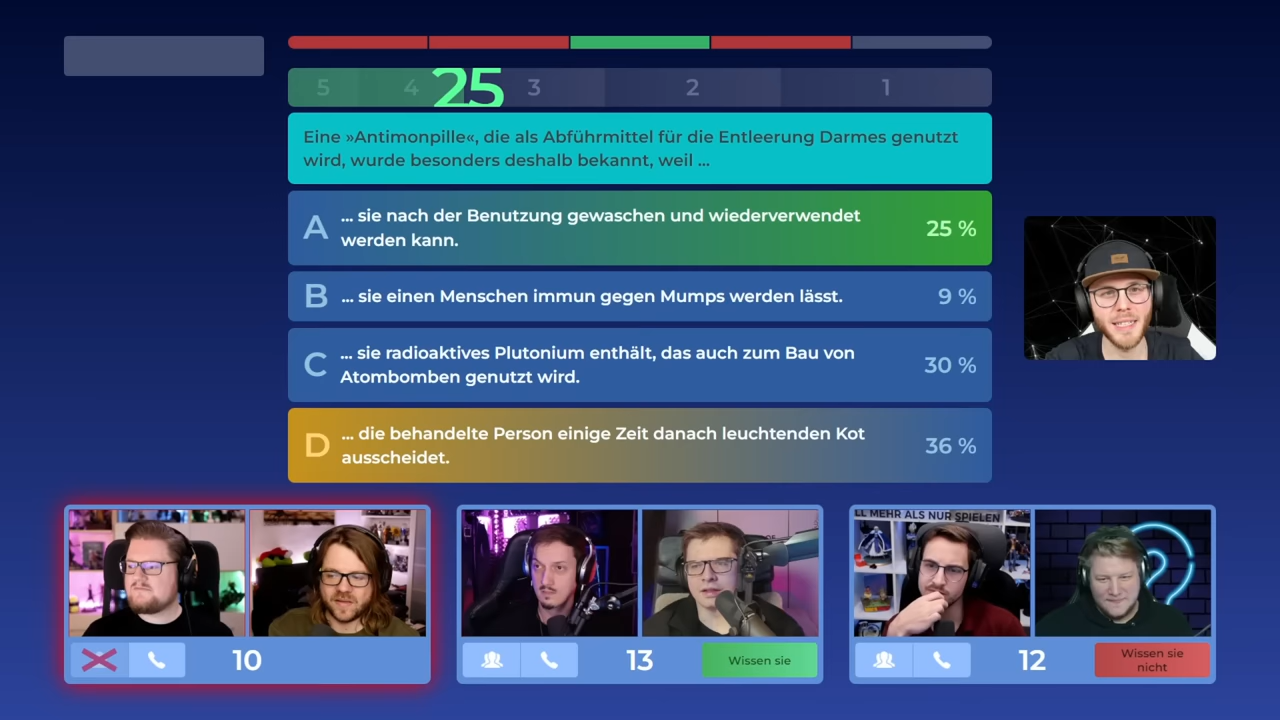 5 4 25 3 2 1
Eine »Antimonpille«, die als Abführmittel für die Entleerung Darmes genutzt
wird, wurde besonders deshalb bekannt, weil ...
A
... sie nach der Benutzung gewaschen und wiederverwendet
werden kann.
25 %
B ... sie einen Menschen immun gegen Mumps werden lässt. 9 %
C
... sie radioaktives Plutonium enthält, das auch zum Bau von
Atombomben genutzt wird.
30 %
D
... die behandelte Person einige Zeit danach leuchtenden Kot
ausscheidet.
36 %
LL MEHR ALS NUR SPIELEN
10
13
Wissen sie
12
Wissen sie
nicht